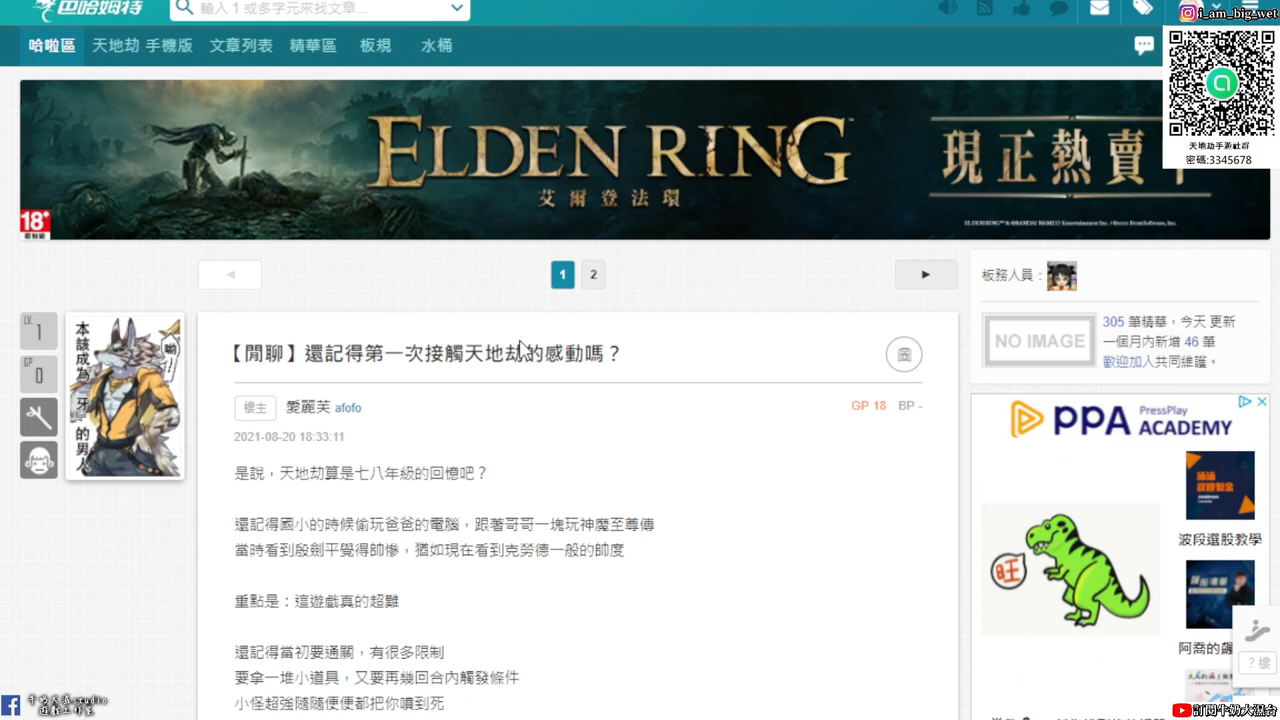 巴哈姆特
輸入 1 或多字元來找文章...
i_am_big_wet
哈啦區 天地劫 手機版 文章列表 精華區 板規 水桶
天地劫手遊社群
密碼:3345678
ELDEN RING
艾爾登法環
現正熱賣中
18+
限制級
1 2
板務人員：
NO IMAGE
305 筆精華，今天 更新
一個月內新增 46 筆
歡迎加入共同維護。
LV.
1
GP
0
本該成為『牙』的男人
【閒聊】還記得第一次接觸天地劫的感動嗎？
樓主 愛麗芙 afofo
GP 18 BP -
2021-08-20 18:33:11
是說，天地劫算是七八年級的回憶吧？
還記得國小的時候偷玩爸爸的電腦，跟著哥哥一塊玩神魔至尊傳
當時看到殷劍平覺得帥慘，猶如現在看到克勞德一般的帥度
重點是：這遊戲真的超難
還記得當初要通關，有很多限制
要拿一堆小道具，又要再幾回合內觸發條件
小怪超強隨隨便便都把你噴到死
PPA PressPlay ACADEMY
旺
波段選股教學
阿喬的飆
? 樓